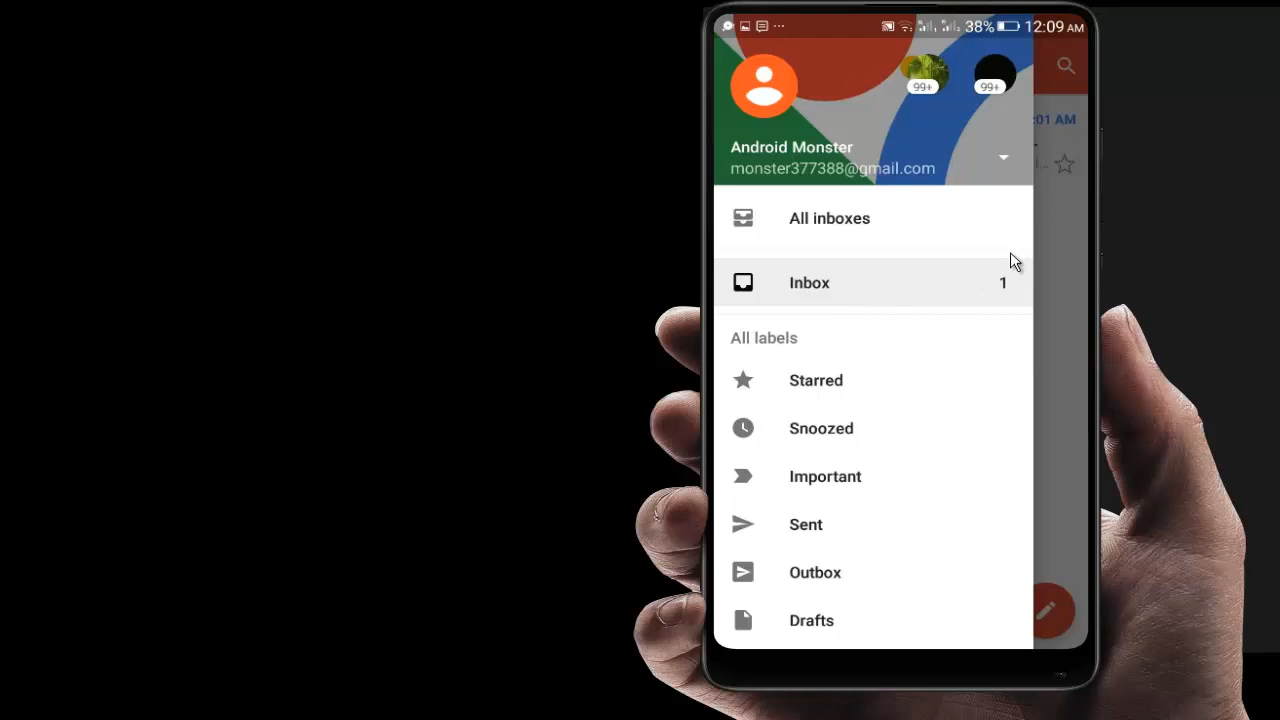 38% 12:09 AM
99+ 99+
:01 AM
Android Monster
monster377388@gmail.com
All inboxes
Inbox 1
All labels
Starred
Snoozed
Important
Sent
Outbox
Drafts